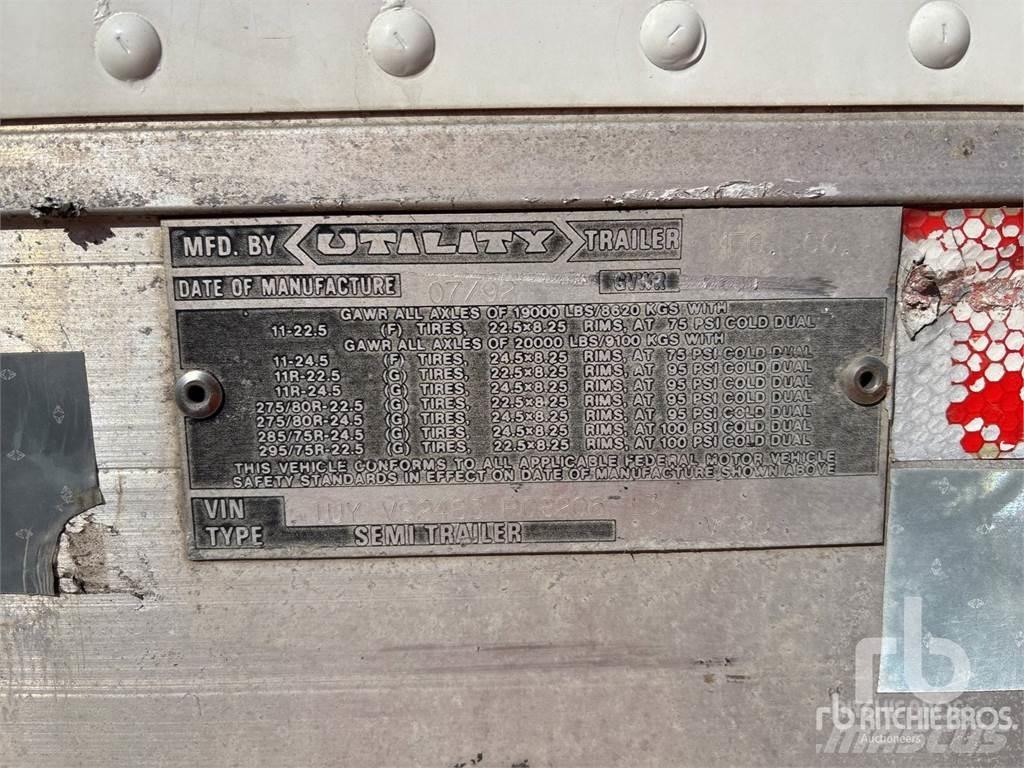 MFD. BY UTILITY TRAILER MFG. CO.
DATE OF MANUFACTURE 07/93 GVWR
GAWR ALL AXLES OF 19000 LBS/8620 KGS WITH
11-22.5 (F) TIRES, 22.5x8.25 RIMS, AT 75 PSI COLD DUAL
GAWR ALL AXLES OF 20000 LBS/9100 KGS WITH
11-24.5 (F) TIRES, 24.5x8.25 RIMS, AT 75 PSI COLD DUAL
11R-22.5 (G) TIRES, 22.5x8.25 RIMS, AT 95 PSI COLD DUAL
11R-24.5 (G) TIRES, 24.5x8.25 RIMS, AT 95 PSI COLD DUAL
275/80R-22.5 (G) TIRES, 22.5x8.25 RIMS, AT 95 PSI COLD DUAL
275/80R-24.5 (G) TIRES, 24.5x8.25 RIMS, AT 95 PSI COLD DUAL
285/75R-24.5 (G) TIRES, 24.5x8.25 RIMS, AT 100 PSI COLD DUAL
295/75R-22.5 (G) TIRES, 22.5x8.25 RIMS, AT 100 PSI COLD DUAL
THIS VEHICLE CONFORMS TO ALL APPLICABLE FEDERAL MOTOR VEHICLE
SAFETY STANDARDS IN EFFECT ON DATE OF MANUFACTURE SHOWN ABOVE
VIN
TYPE SEMI TRAILER
rb
rb RITCHIE BROS.
Auctioneers
Mascus